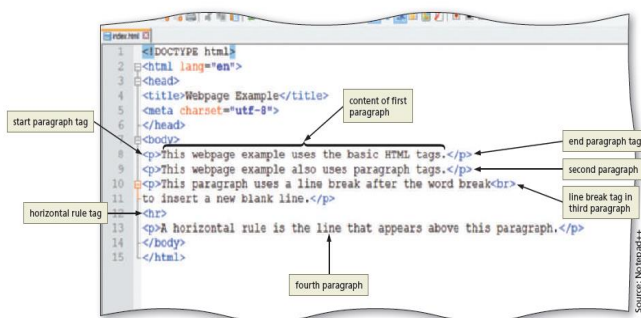 index.html
1 <!DOCTYPE html>
2 <html lang="en">
3 <head>
4 <title>Webpage Example</title>
5 <meta charset="utf-8">
6 </head>
7 <body>
8 <p>This webpage example uses the basic HTML tags.</p>
9 <p>This webpage example also uses paragraph tags.</p>
10 <p>This paragraph uses a line break after the word break<br>
11 to insert a new blank line.</p>
12 <hr>
13 <p>A horizontal rule is the line that appears above this paragraph.</p>
14 </body>
15 </html>
content of first
paragraph
start paragraph tag
end paragraph tag
second paragraph
line break tag in
third paragraph
horizontal rule tag
fourth paragraph
Source: Notepad++